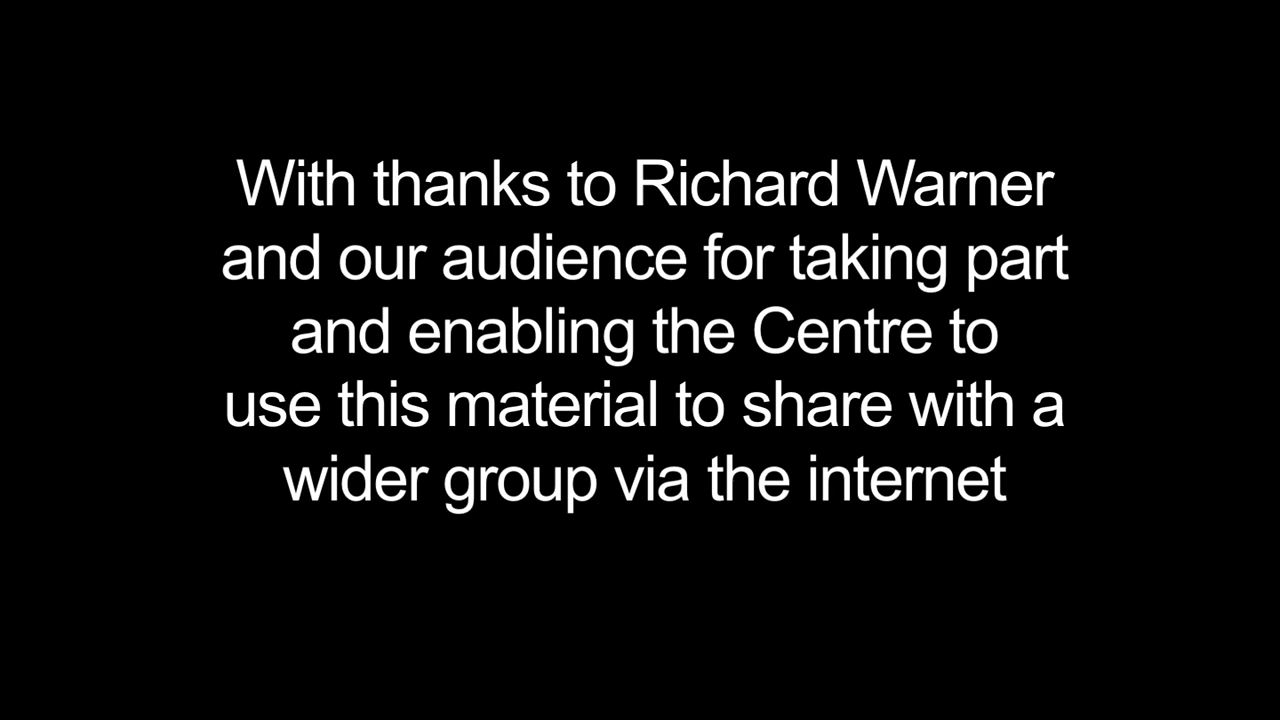 With thanks to Richard Warner
and our audience for taking part
and enabling the Centre to
use this material to share with a
wider group via the internet